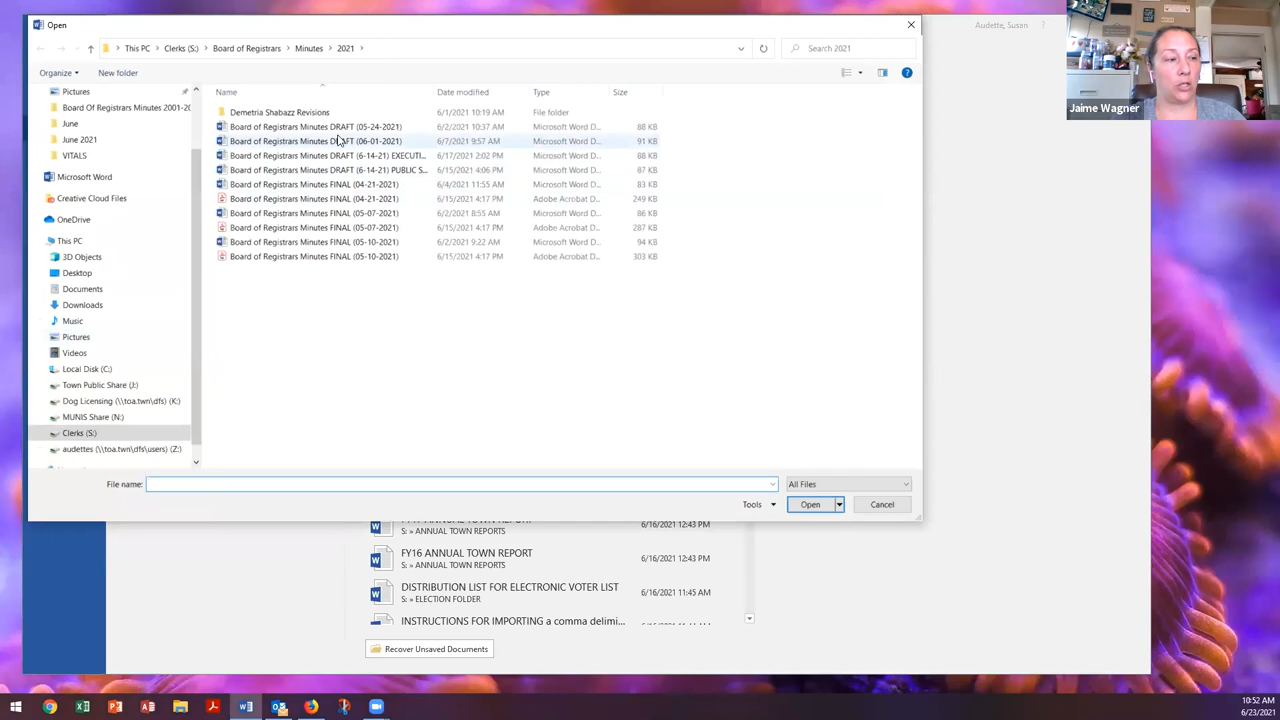 Open
Audette, Susan ?
This PC > Clerks (S:) > Board of Registrars > Minutes > 2021 >
Search 2021
Organize
New folder
Name Date modified Type Size
Pictures
Board Of Registrars Minutes 2001-20
June
June 2021
VITALS
Microsoft Word
Creative Cloud Files
OneDrive
This PC
3D Objects
Desktop
Documents
Downloads
Music
Pictures
Videos
Local Disk (C:)
Town Public Share (J:)
Dog Licensing (\\toa.twn\dfs) (K:)
MUNIS Share (N:)
Clerks (S:)
audettes (\\toa.twn\dfs\users) (Z:)
Demetria Shabazz Revisions 6/1/2021 10:19 AM File folder
Board of Registrars Minutes DRAFT (05-24-2021) 6/2/2021 10:37 AM Microsoft Word D... 88 KB
Board of Registrars Minutes DRAFT (06-01-2021) 6/7/2021 9:57 AM Microsoft Word D... 91 KB
Board of Registrars Minutes DRAFT (6-14-21) EXECUTI... 6/17/2021 2:02 PM Microsoft Word D... 88 KB
Board of Registrars Minutes DRAFT (6-14-21) PUBLIC S... 6/15/2021 4:06 PM Microsoft Word D... 87 KB
Board of Registrars Minutes FINAL (04-21-2021) 6/4/2021 11:55 AM Microsoft Word D... 83 KB
Board of Registrars Minutes FINAL (04-21-2021) 6/15/2021 4:17 PM Adobe Acrobat D... 249 KB
Board of Registrars Minutes FINAL (05-07-2021) 6/2/2021 8:55 AM Microsoft Word D... 86 KB
Board of Registrars Minutes FINAL (05-07-2021) 6/15/2021 4:17 PM Adobe Acrobat D... 287 KB
Board of Registrars Minutes FINAL (05-10-2021) 6/2/2021 9:22 AM Microsoft Word D... 94 KB
Board of Registrars Minutes FINAL (05-10-2021) 6/15/2021 4:17 PM Adobe Acrobat D... 303 KB
File name:
All Files
Tools
Open
Cancel
Jaime Wagner
FY17 ANNUAL TOWN REPORT 6/16/2021 12:43 PM
S: » ANNUAL TOWN REPORTS
FY16 ANNUAL TOWN REPORT 6/16/2021 12:43 PM
S: » ANNUAL TOWN REPORTS
DISTRIBUTION LIST FOR ELECTRONIC VOTER LIST 6/16/2021 11:45 AM
S: » ELECTION FOLDER
INSTRUCTIONS FOR IMPORTING a comma delimi...
Recover Unsaved Documents
10:52 AM
6/23/2021